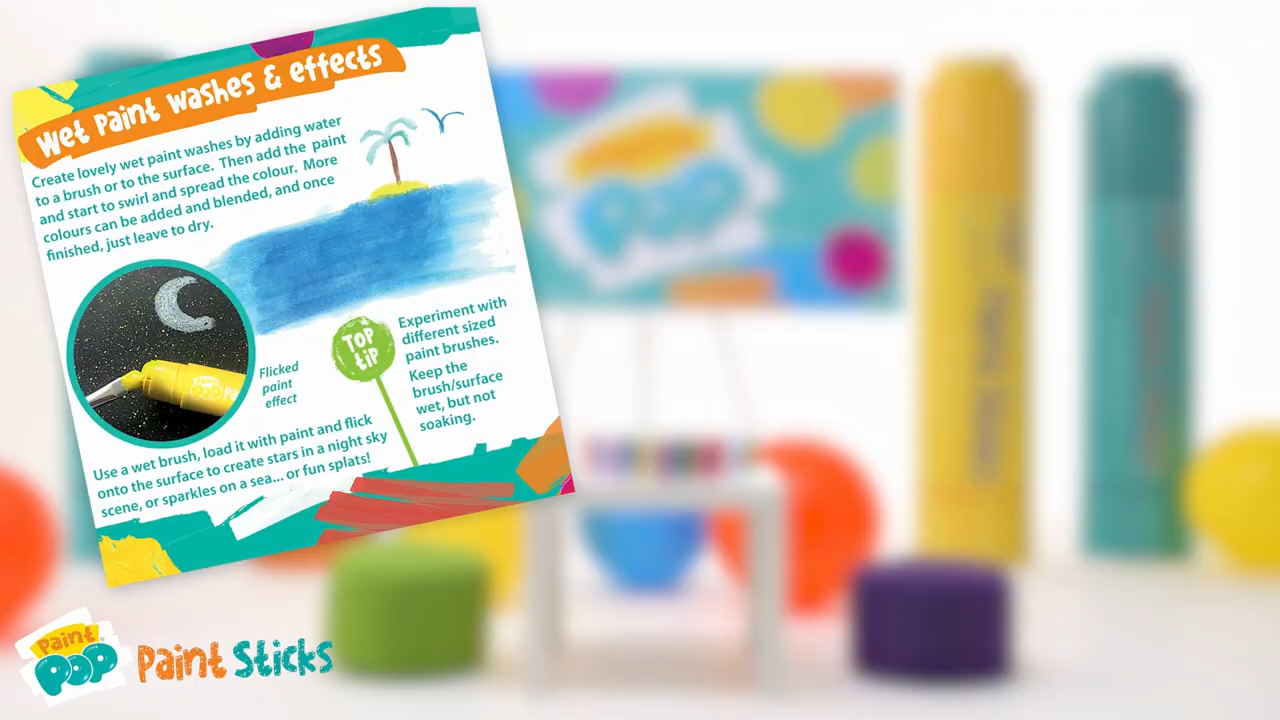 Wet Paint washes & effects
Create lovely wet paint washes by adding water
to a brush or to the surface. Then add the paint
and start to swirl and spread the colour. More
colours can be added and blended, and once
finished, just leave to dry.
Flicked
paint
effect
TOP
tiP
Experiment with
different sized
paint brushes.
Keep the
brush/surface
wet, but not
soaking.
Use a wet brush, load it with paint and flick
onto the surface to create stars in a night sky
scene, or sparkles on a sea... or fun splats!
Paint
POP
Paint Sticks